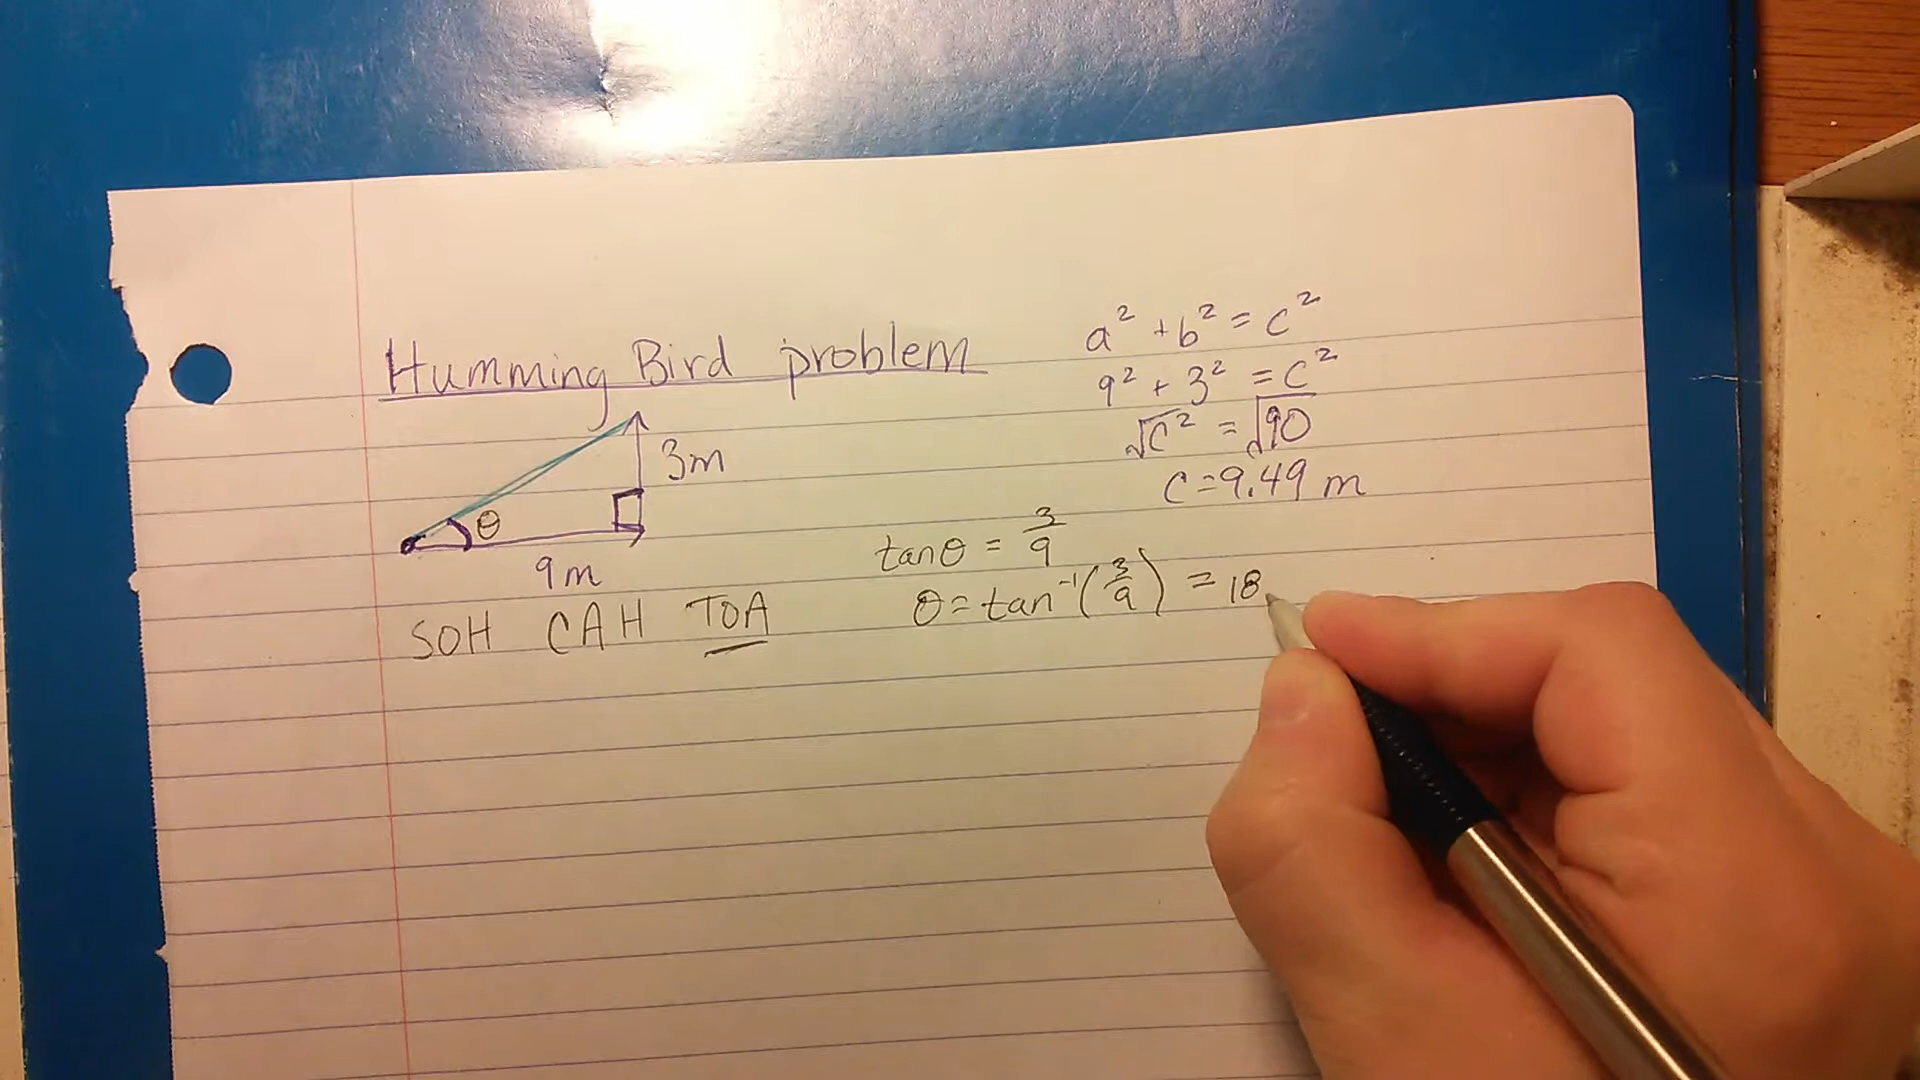 Humming Bird problem
3m
θ
9m
SOH CAH TOA
a² + b² = c²
9² + 3² = c²
√c² = √90
c = 9.49 m
tanθ = 3/9
θ = tan⁻¹(3/9) = 18.